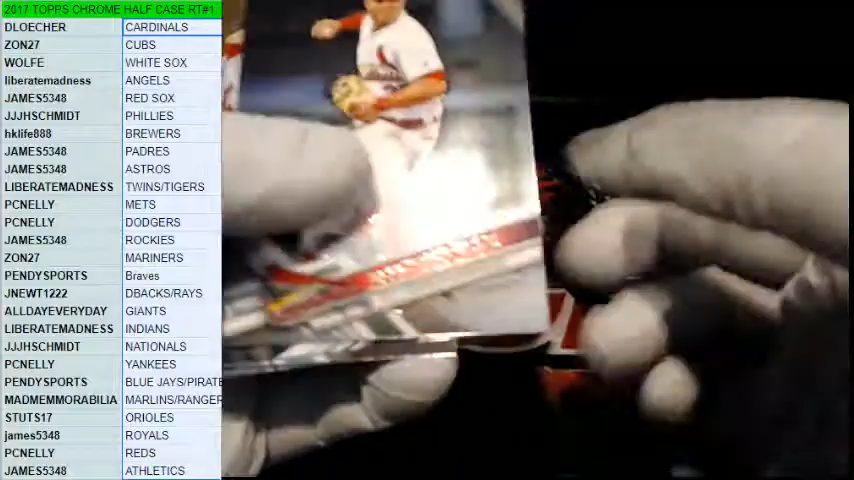 2017 TOPPS CHROME HALF CASE RT#1
DLOECHER CARDINALS
ZON27 CUBS
WOLFE WHITE SOX
liberatemadness ANGELS
JAMES5348 RED SOX
JJJHSCHMIDT PHILLIES
hklife888 BREWERS
JAMES5348 PADRES
JAMES5348 ASTROS
LIBERATEMADNESS TWINS/TIGERS
PCNELLY METS
PCNELLY DODGERS
JAMES5348 ROCKIES
ZON27 MARINERS
PENDYSPORTS Braves
JNEWT1222 DBACKS/RAYS
ALLDAYEVERYDAY GIANTS
LIBERATEMADNESS INDIANS
JJJHSCHMIDT NATIONALS
PCNELLY YANKEES
PENDYSPORTS BLUE JAYS/PIRATE
MADMEMMORABILIA MARLINS/RANGER
STUTS17 ORIOLES
james5348 ROYALS
PCNELLY REDS
JAMES5348 ATHLETICS